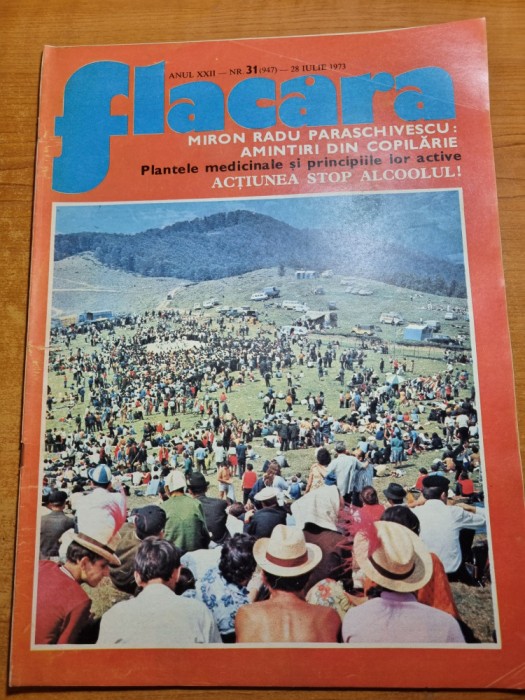 ANUL XXII — NR. 31 (947) — 28 IULIE 1973
flacăra
MIRON RADU PARASCHIVESCU:
AMINTIRI DIN COPILĂRIE
Plantele medicinale și principiile lor active
ACȚIUNEA STOP ALCOOLUL!